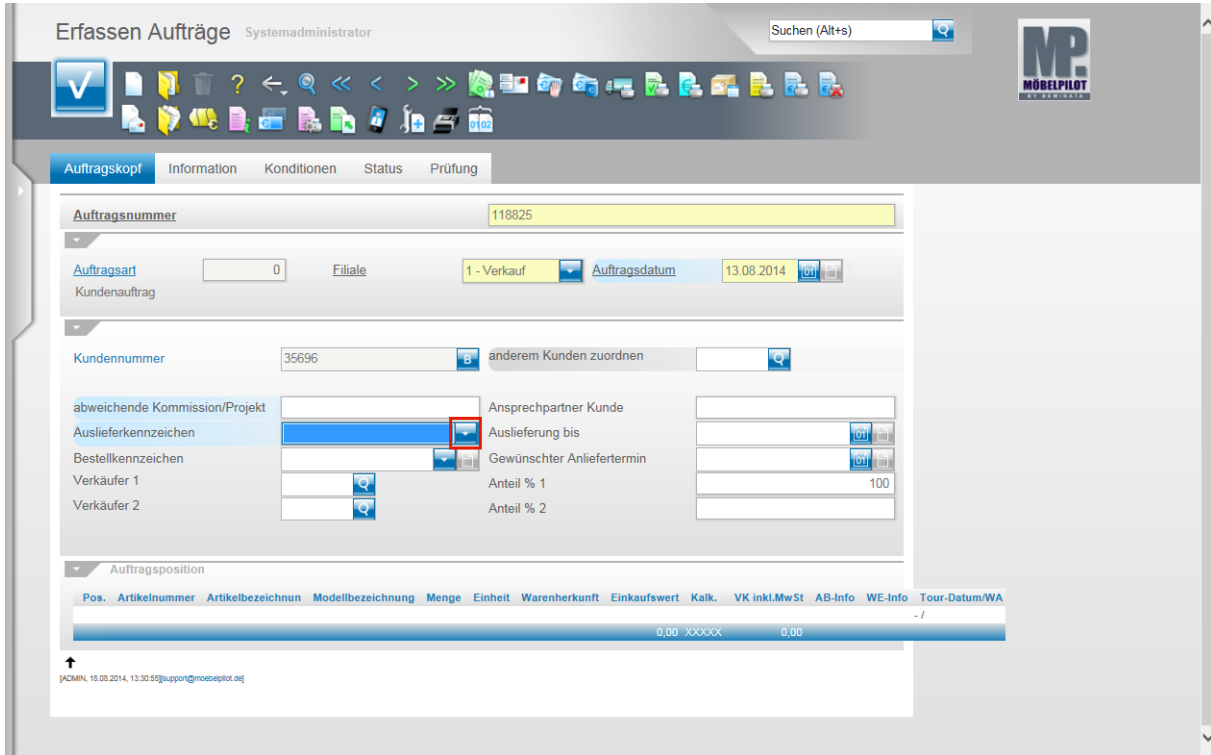 Erfassen Aufträge Systemadministrator Suchen (Alt+s)
MP.
MÖBELPILOT
Auftragskopf Information Konditionen Status Prüfung
Auftragsnummer 118825
Auftragsart 0 Filiale 1 - Verkauf Auftragsdatum 13.08.2014
Kundenauftrag
Kundennummer 35696 B anderem Kunden zuordnen
abweichende Kommission/Projekt Ansprechpartner Kunde
Auslieferkennzeichen Auslieferung bis
Bestellkennzeichen Gewünschter Anliefertermin
Verkäufer 1 Anteil % 1 100
Verkäufer 2 Anteil % 2
Auftragsposition
Pos. Artikelnummer Artikelbezeichnun Modellbezeichnung Menge Einheit Warenherkunft Einkaufswert Kalk. VK inkl.MwSt AB-Info WE-Info Tour-Datum/WA
- /
0,00 XXXXX 0,00
[ADMIN, 18.08.2014, 13:30:55][support@moebelpilot.de]